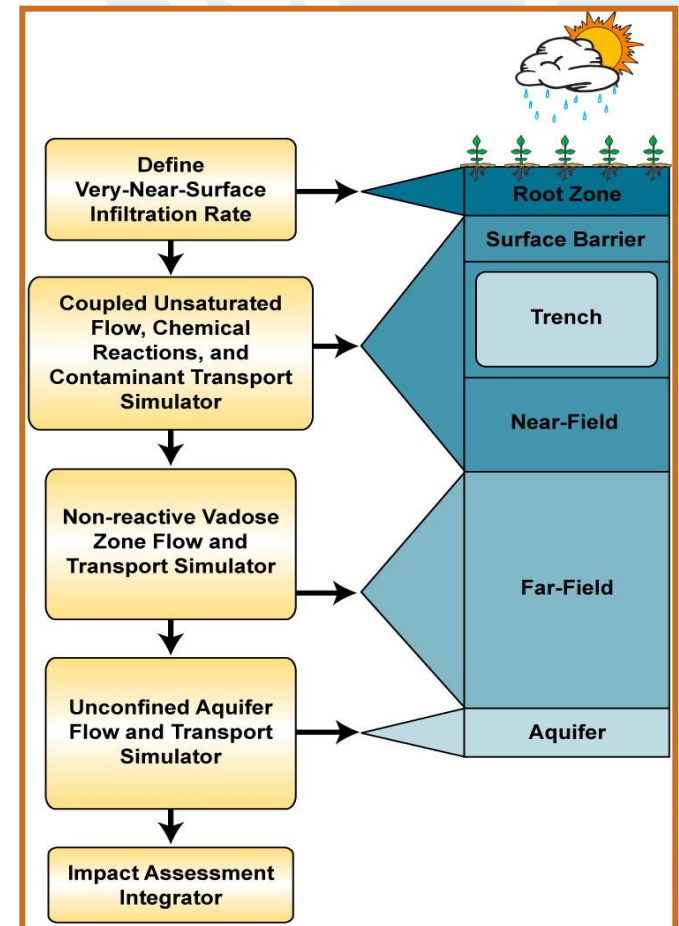 Define
Very-Near-Surface
Infiltration Rate
Coupled Unsaturated
Flow, Chemical
Reactions, and
Contaminant Transport
Simulator
Non-reactive Vadose
Zone Flow and
Transport Simulator
Unconfined Aquifer
Flow and Transport
Simulator
Impact Assessment
Integrator
Root Zone
Surface Barrier
Trench
Near-Field
Far-Field
Aquifer